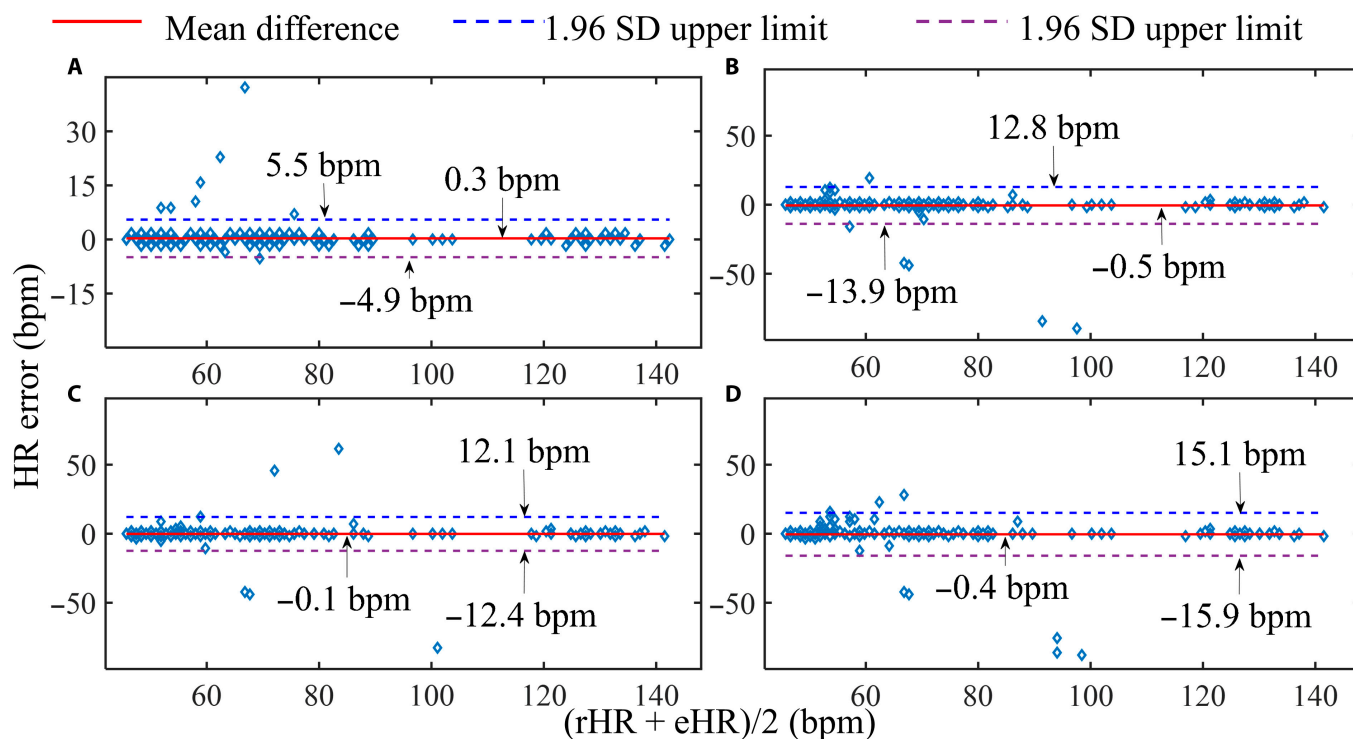 Mean difference 1.96 SD upper limit 1.96 SD upper limit
A
30
15
0
−15
5.5 bpm
0.3 bpm
−4.9 bpm
60 80 100 120 140
B
50
0
−50
12.8 bpm
−0.5 bpm
−13.9 bpm
60 80 100 120 140
C
50
0
−50
12.1 bpm
−0.1 bpm
−12.4 bpm
60 80 100 120 140
D
50
0
−50
15.1 bpm
−0.4 bpm
−15.9 bpm
60 80 100 120 140
HR error (bpm)
(rHR + eHR)/2 (bpm)